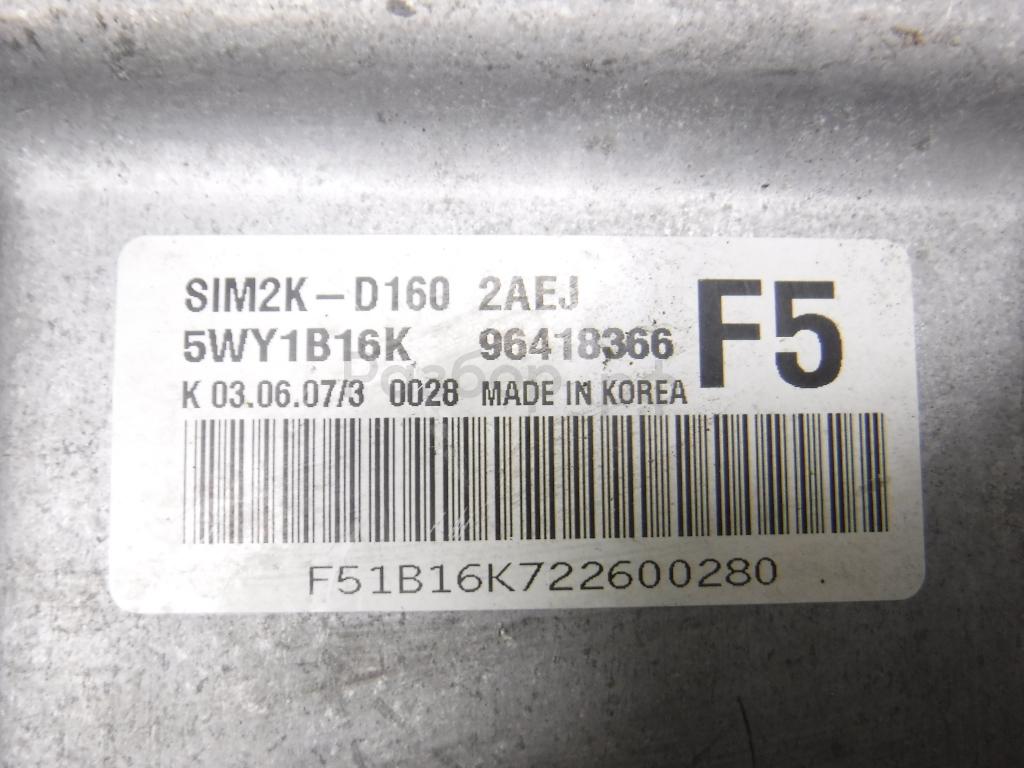 SIM2K-D160 2AEJ F5
5WY1B16K 96418366
K 03.06.07/3 0028 MADE IN KOREA
F51B16K722600280